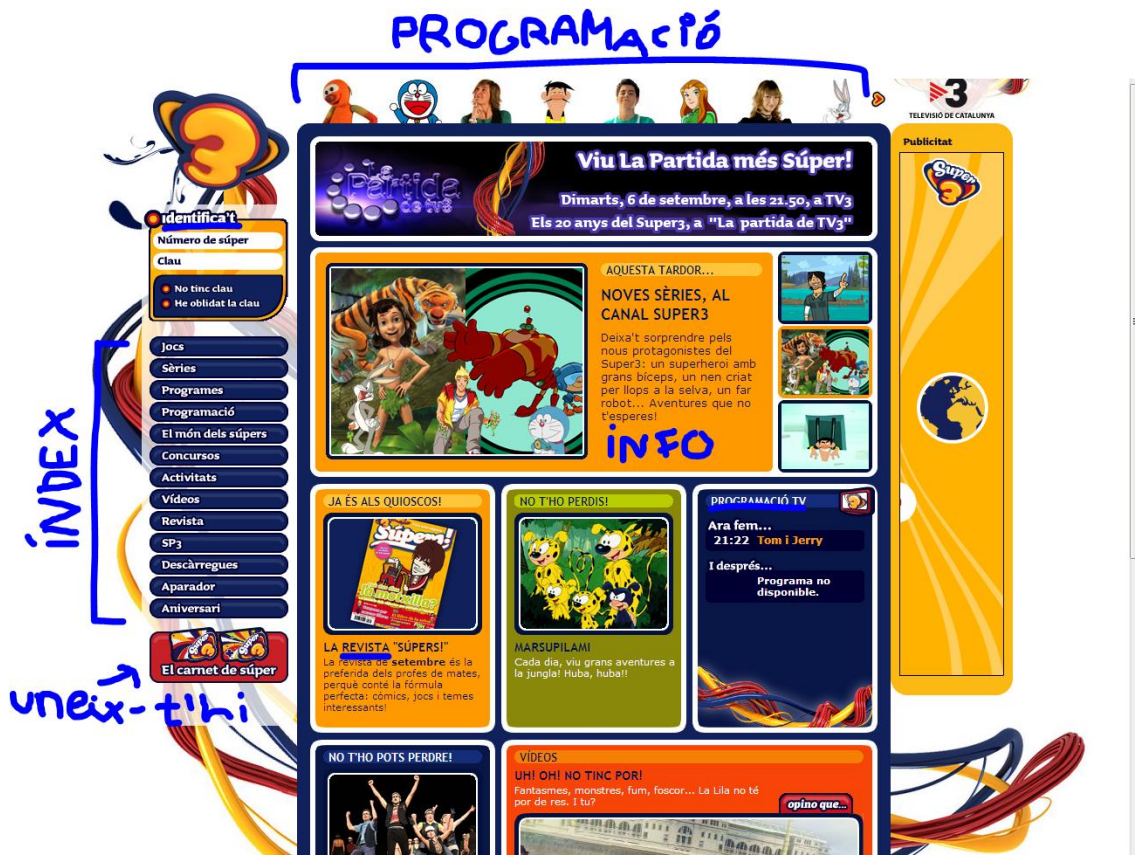 PROGRAMació
3
TELEVISIÓ DE CATALUNYA
Publicitat
Super
3
3
identifica't
Número de súper
Clau
No tinc clau
He oblidat la clau
ÍNDEX
Jocs
Sèries
Programes
Programació
El món dels súpers
Concursos
Activitats
Vídeos
Revista
SP3
Descàrregues
Aparador
Aniversari
El carnet de súper
uneix-t'hi
La Partida de tv3
Viu La Partida més Súper!
Dimarts, 6 de setembre, a les 21.50, a TV3
Els 20 anys del Super3, a "La partida de TV3"
AQUESTA TARDOR...
NOVES SÈRIES, AL
CANAL SUPER3
Deixa't sorprendre pels
nous protagonistes del
Super3: un superheroi amb
grans bíceps, un nen criat
per llops a la selva, un far
robot... Aventures que no
t'esperes!
iNFO
JA ÉS ALS QUIOSCOS!
Súpers!
LA REVISTA "SÚPERS!"
La revista de setembre és la
preferida dels profes de mates,
perquè conté la fórmula
perfecta: còmics, jocs i temes
interessants!
NO T'HO PERDIS!
MARSUPILAMI
Cada dia, viu grans aventures a
la jungla! Huba, huba!!
PROGRAMACIÓ TV
Ara fem...
21:22 Tom i Jerry
I després...
Programa no
disponible.
NO T'HO POTS PERDRE!
VÍDEOS
UH! OH! NO TINC POR!
Fantasmes, monstres, fum, foscor... La Lila no té
por de res. I tu?
opino que...